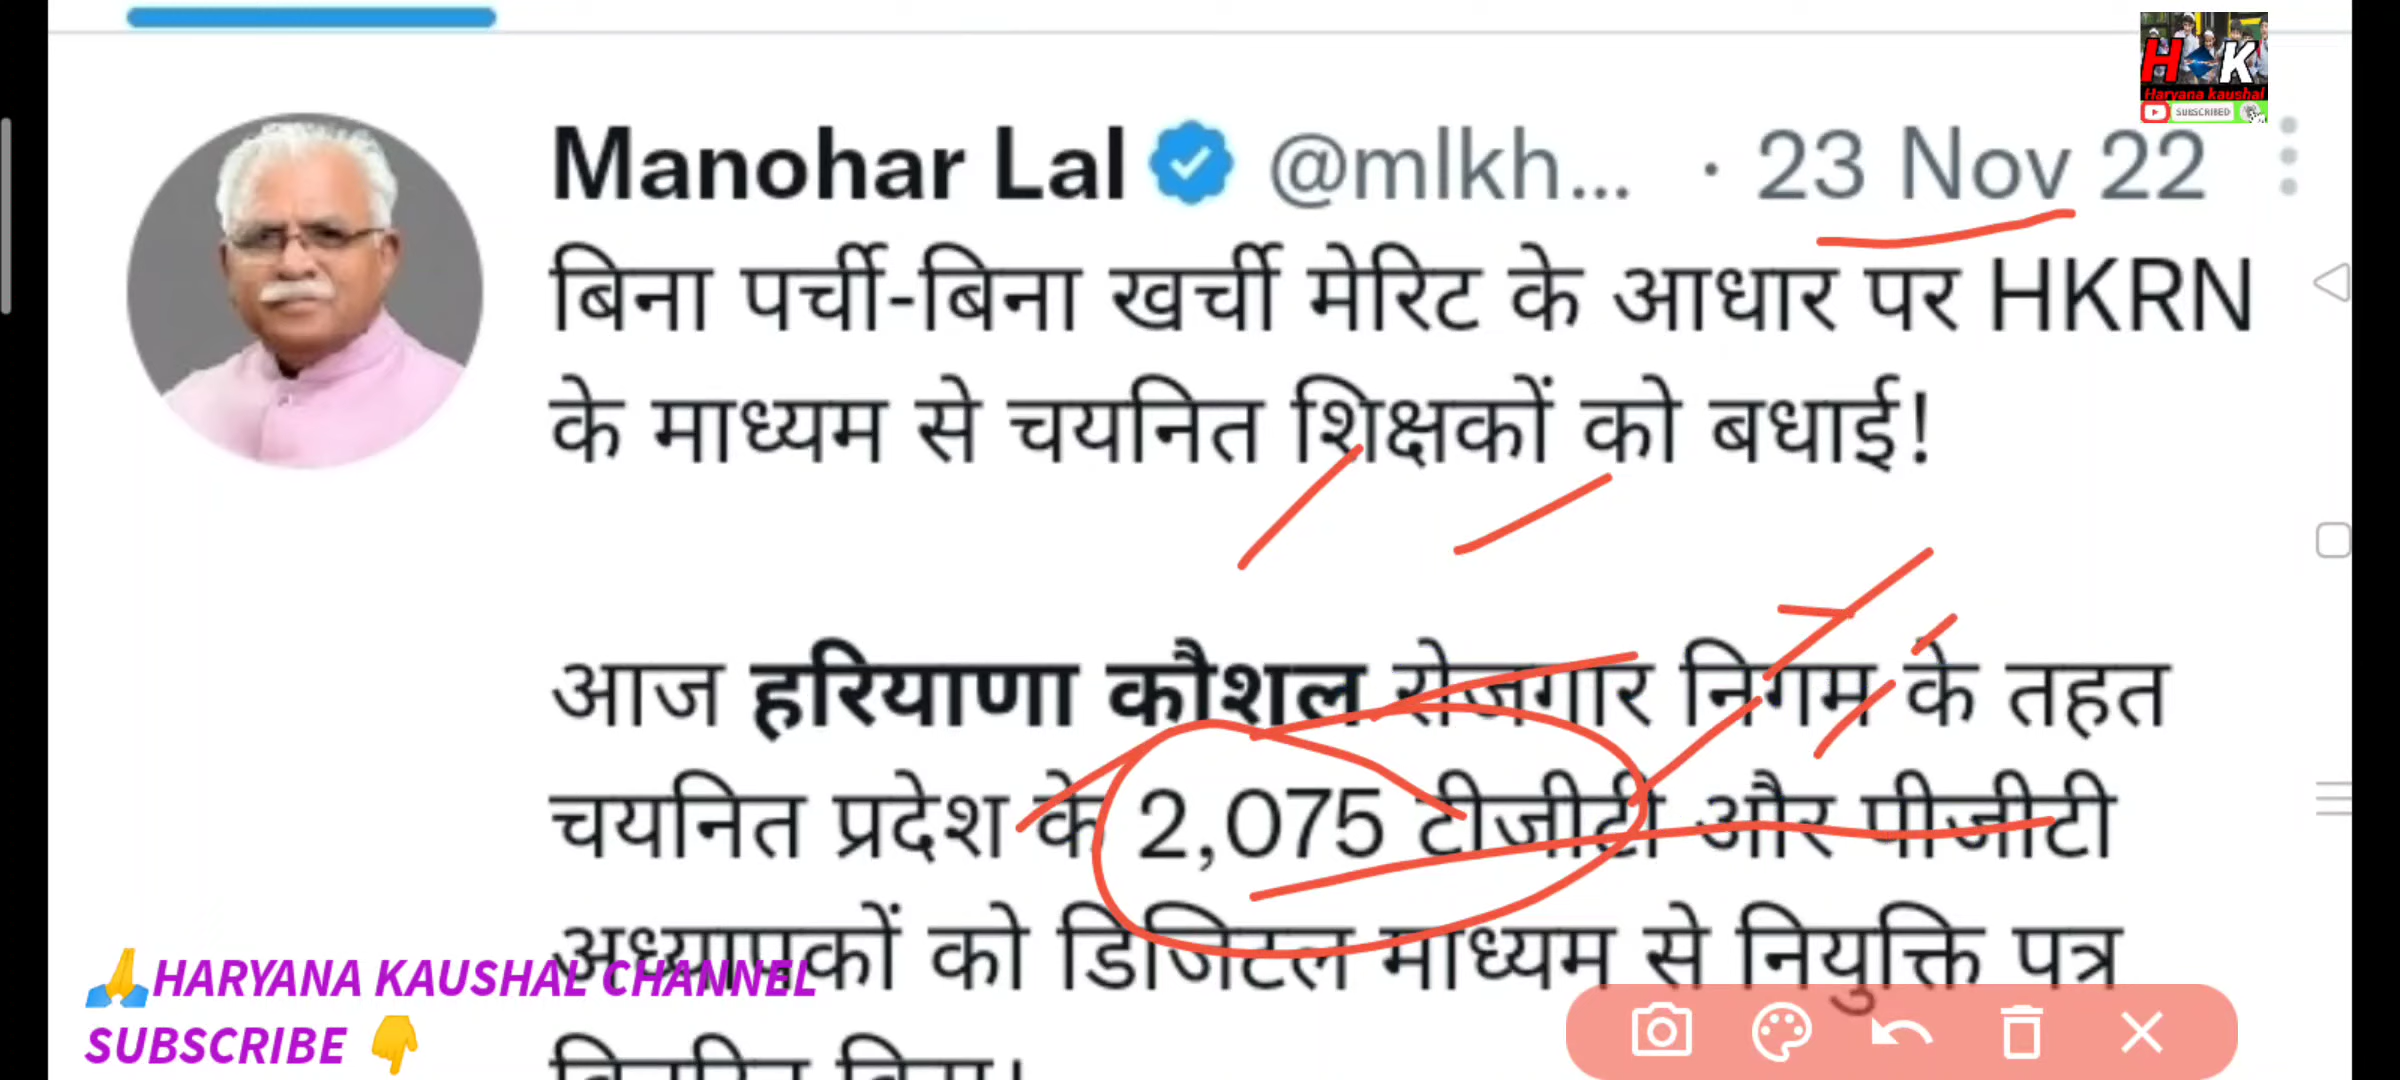 H K
Haryana kaushal
SUBSCRIBED
Manohar Lal @mlkh... · 23 Nov 22
बिना पर्ची-बिना खर्ची मेरिट के आधार पर HKRN
के माध्यम से चयनित शिक्षकों को बधाई!
आज हरियाणा कौशल रोजगार निगम के तहत
चयनित प्रदेश के 2,075 टीजीटी और पीजीटी
अध्यापकों को डिजिटल माध्यम से नियुक्ति पत्र
🙏HARYANA KAUSHAL CHANNEL
SUBSCRIBE 👇